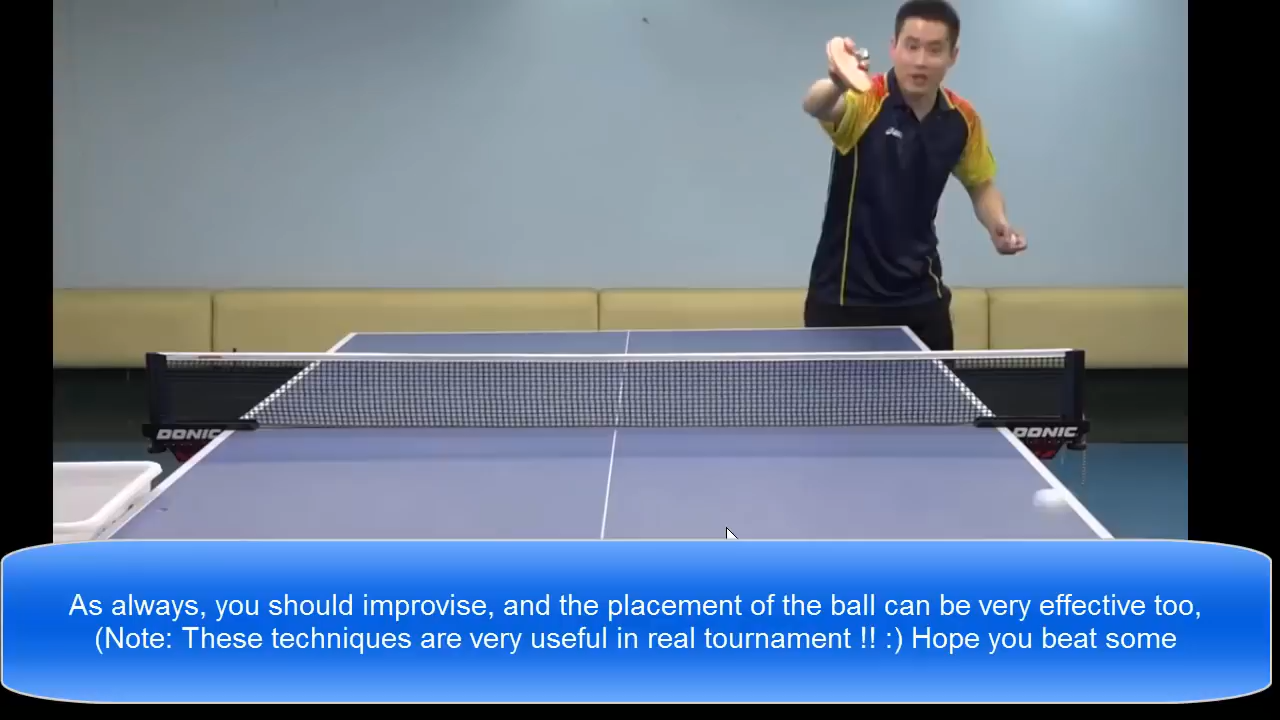 DONIC
DONIC
As always, you should improvise, and the placement of the ball can be very effective too,
(Note: These techniques are very useful in real tournament !! :) Hope you beat some